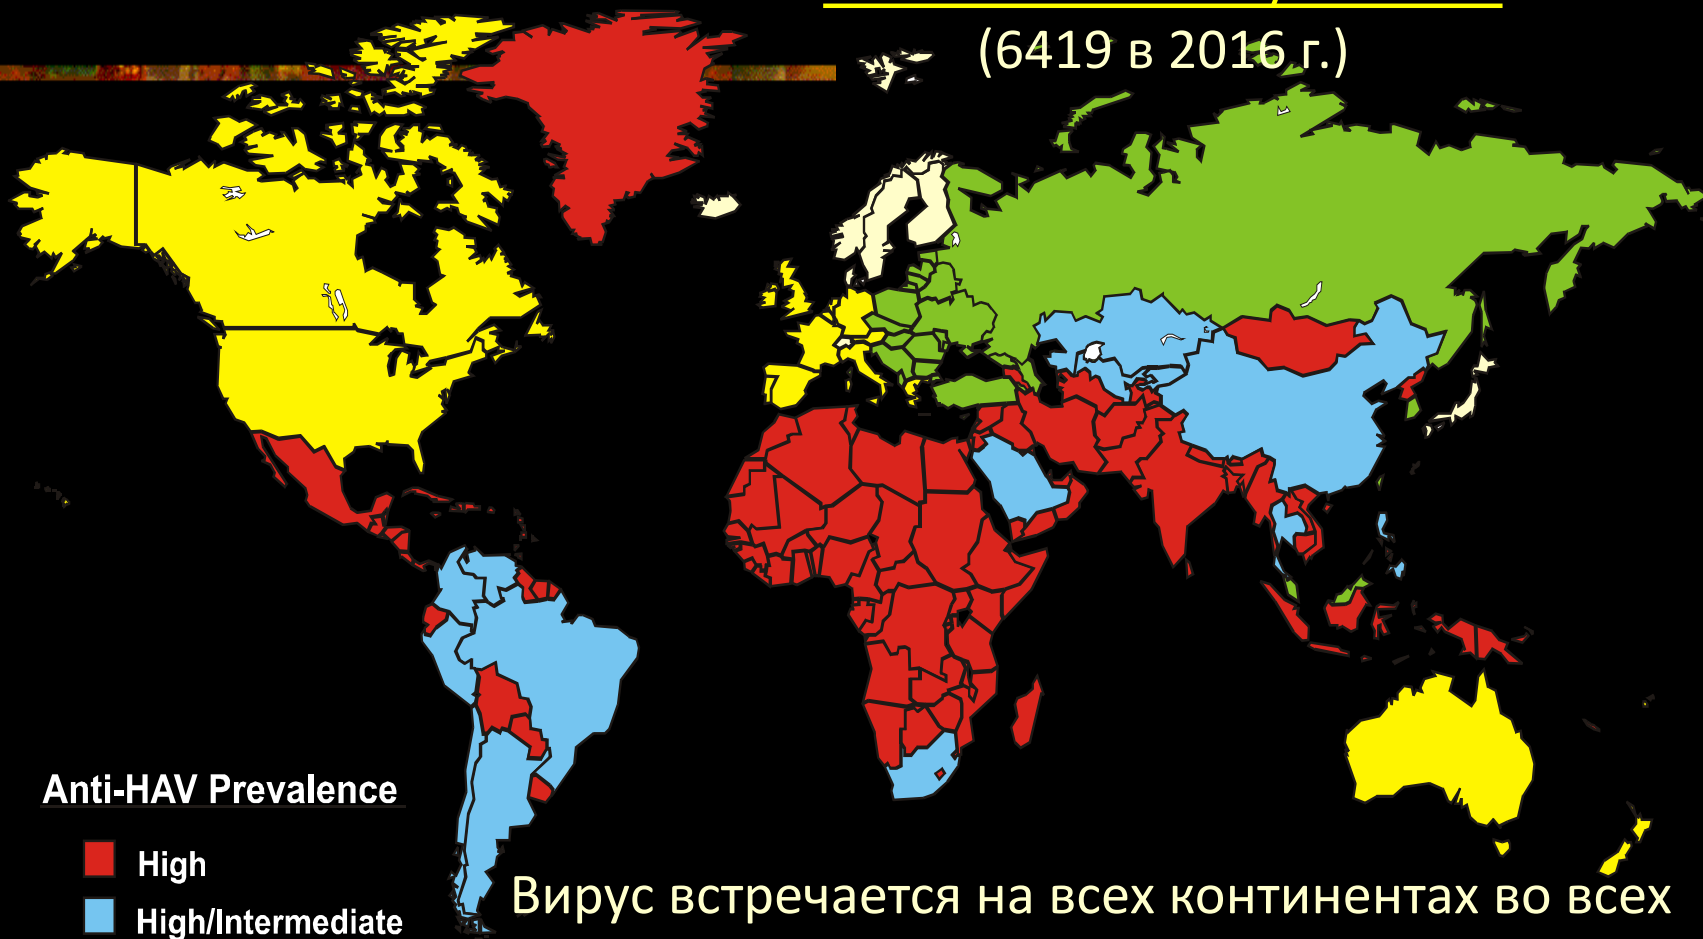 (6419 в 2016 г.)
Anti-HAV Prevalence
High
High/Intermediate
Вирус встречается на всех континентах во всех